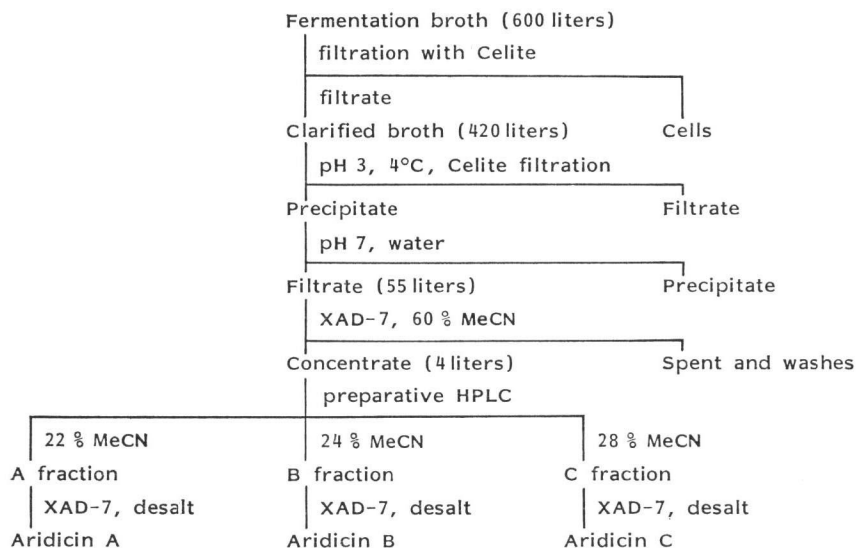 Fermentation broth (600 liters)
filtration with Celite
filtrate
Clarified broth (420 liters) Cells
pH 3, 4°C, Celite filtration
Precipitate Filtrate
pH 7, water
Filtrate (55 liters) Precipitate
XAD-7, 60 % MeCN
Concentrate (4 liters) Spent and washes
preparative HPLC
22 % MeCN 24 % MeCN 28 % MeCN
A fraction B fraction C fraction
XAD-7, desalt XAD-7, desalt XAD-7, desalt
Aridicin A Aridicin B Aridicin C